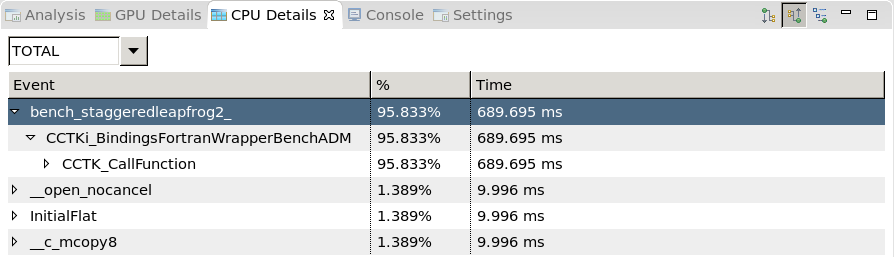 Analysis GPU Details CPU Details Console Settings
TOTAL
Event % Time
bench_staggeredleapfrog2_ 95.833% 689.695 ms
CCTKi_BindingsFortranWrapperBenchADM 95.833% 689.695 ms
CCTK_CallFunction 95.833% 689.695 ms
__open_nocancel 1.389% 9.996 ms
InitialFlat 1.389% 9.996 ms
__c_mcopy8 1.389% 9.996 ms